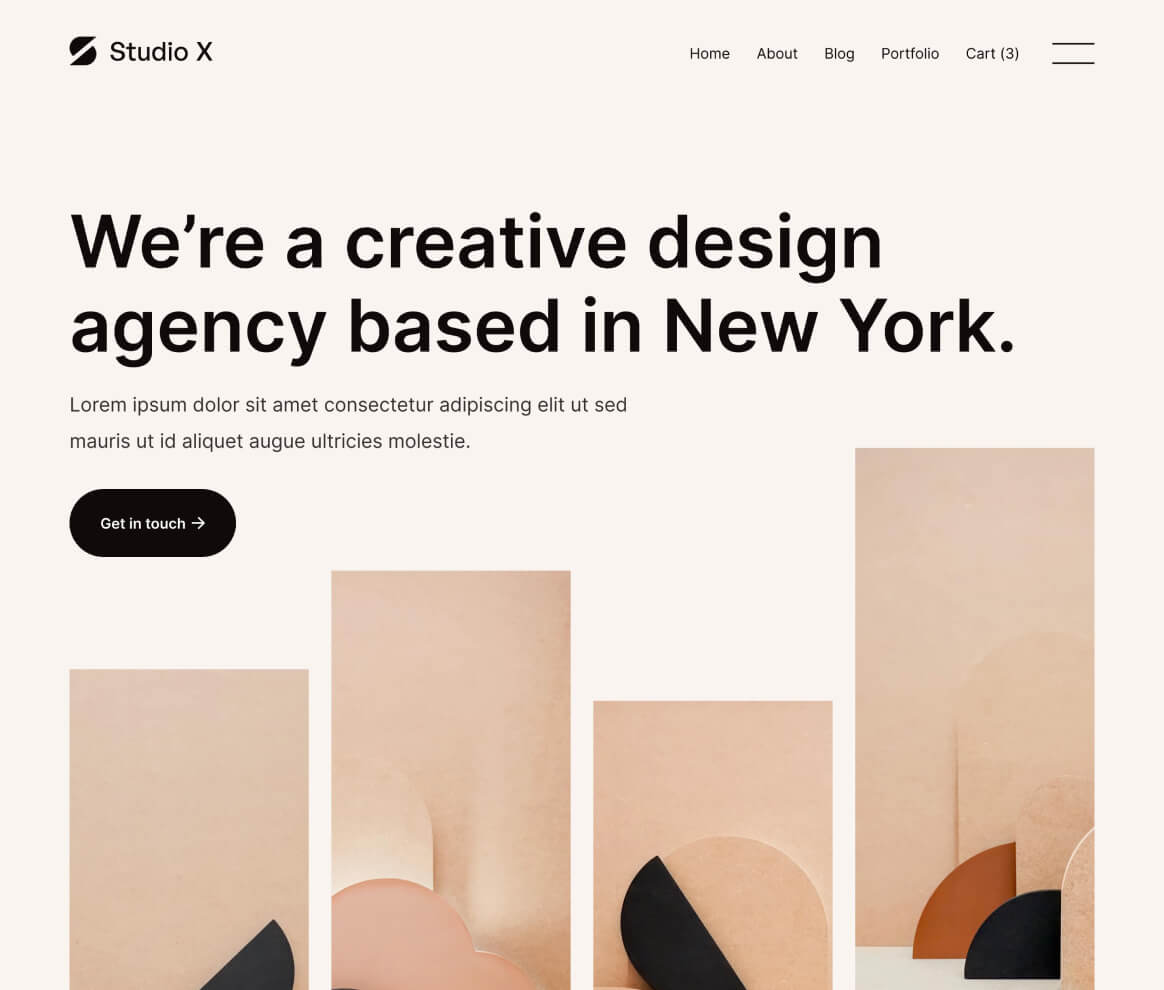 Studio X
Home About Blog Portfolio Cart (3)
We’re a creative design
agency based in New York.
Lorem ipsum dolor sit amet consectetur adipiscing elit ut sed
mauris ut id aliquet augue ultricies molestie.
Get in touch →